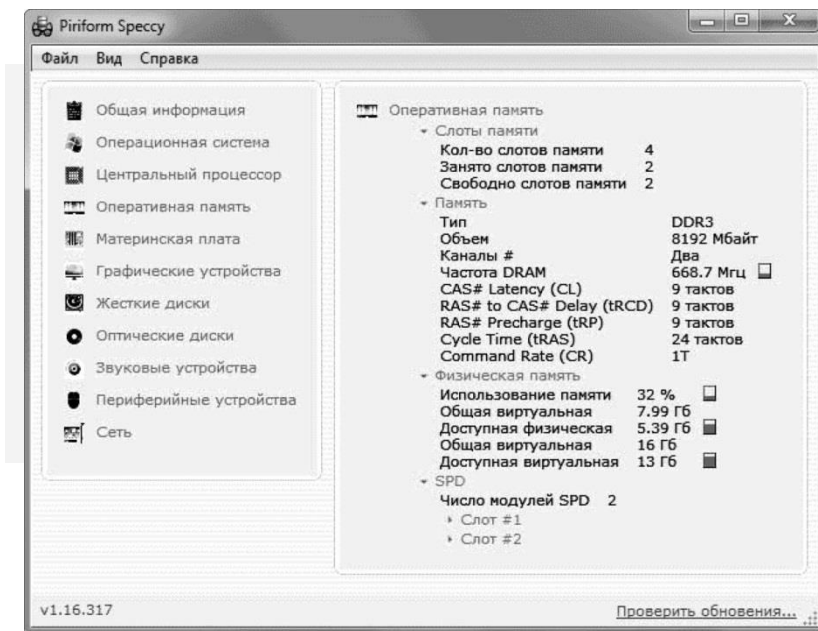 Piriform Speccy
Файл Вид Справка
Общая информация
Операционная система
Центральный процессор
Оперативная память
Материнская плата
Графические устройства
Жесткие диски
Оптические диски
Звуковые устройства
Периферийные устройства
Сеть
Оперативная память
Слоты памяти
Кол-во слотов памяти 4
Занято слотов памяти 2
Свободно слотов памяти 2
Память
Тип DDR3
Объем 8192 Мбайт
Каналы # Два
Частота DRAM 668.7 Мгц
CAS# Latency (CL) 9 тактов
RAS# to CAS# Delay (tRCD) 9 тактов
RAS# Precharge (tRP) 9 тактов
Cycle Time (tRAS) 24 тактов
Command Rate (CR) 1T
Физическая память
Использование памяти 32 %
Общая виртуальная 7.99 Гб
Доступная физическая 5.39 Гб
Общая виртуальная 16 Гб
Доступная виртуальная 13 Гб
SPD
Число модулей SPD 2
Слот #1
Слот #2
v1.16.317 Проверить обновения...